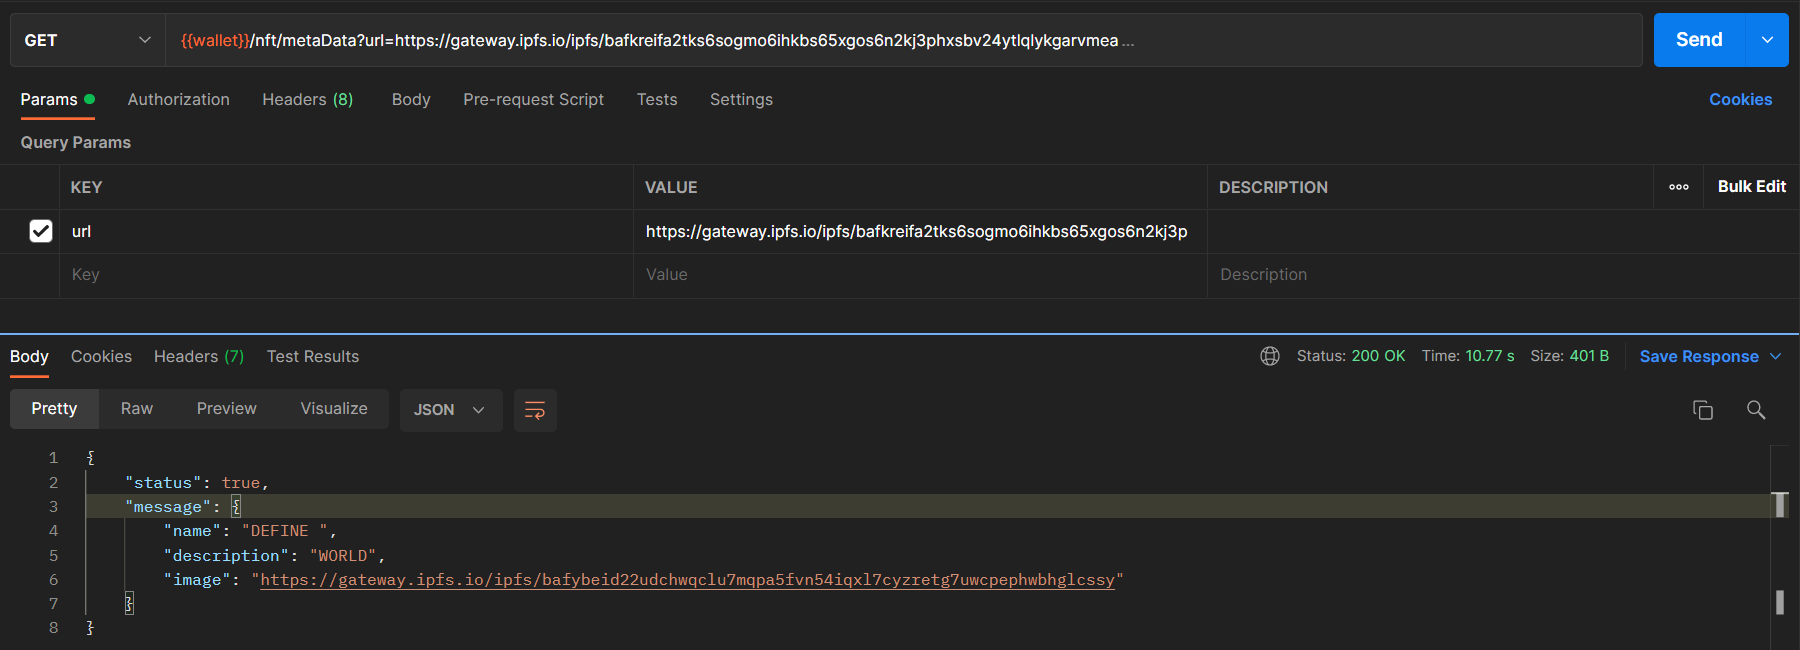 GET {{wallet}}/nft/metaData?url=https://gateway.ipfs.io/ipfs/bafkreifa2tks6sogmo6ihkbs65xgos6n2kj3phxsbv24ytlqlykgarvmea ... Send
Params Authorization Headers (8) Body Pre-request Script Tests Settings Cookies
Query Params
KEY VALUE DESCRIPTION ooo Bulk Edit
url https://gateway.ipfs.io/ipfs/bafkreifa2tks6sogmo6ihkbs65xgos6n2kj3p
Key Value Description
Body Cookies Headers (7) Test Results Status: 200 OK Time: 10.77 s Size: 401 B Save Response
Pretty Raw Preview Visualize JSON
1 {
2 "status": true,
3 "message": {
4 "name": "DEFINE ",
5 "description": "WORLD",
6 "image": "https://gateway.ipfs.io/ipfs/bafybeid22udchwqclu7mqpa5fvn54iqxl7cyzretg7uwcpephwbhglcssy"
7 }
8 }